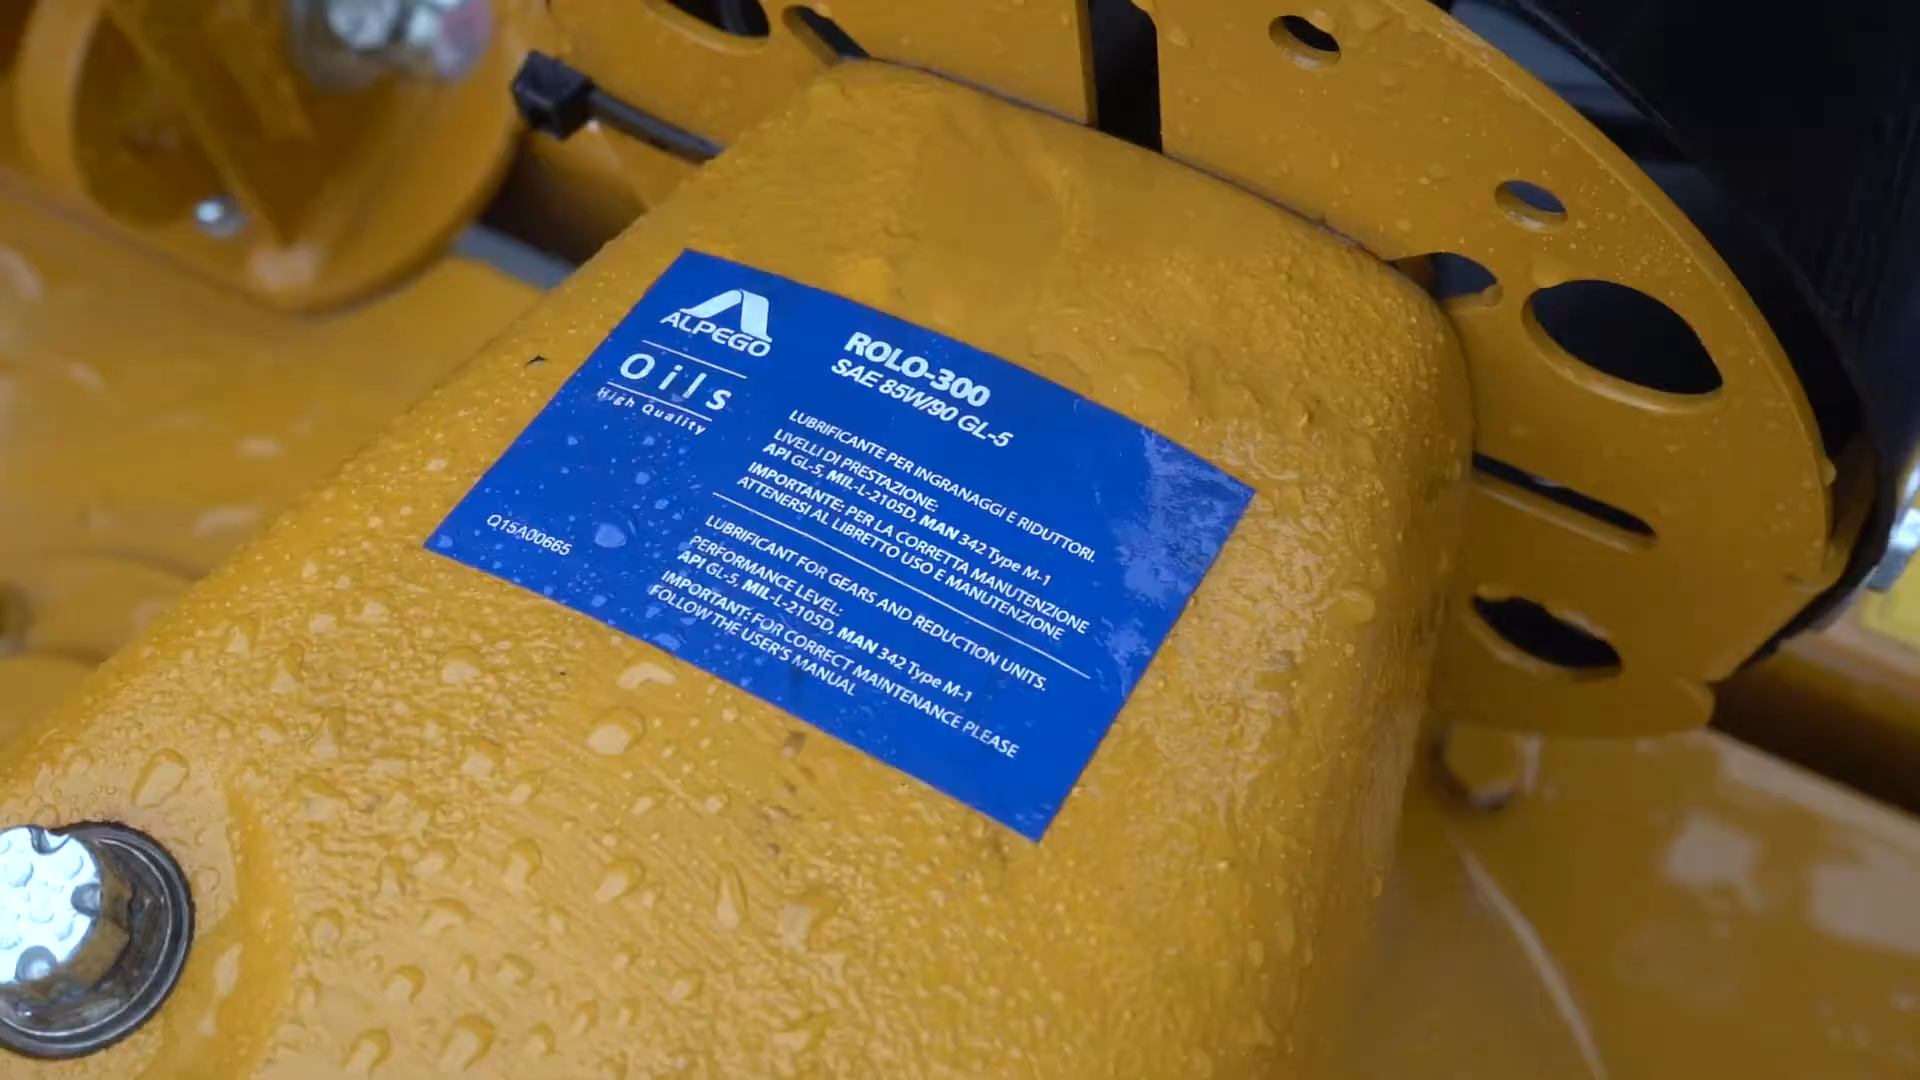 ALPEGO
Oils
High Quality
ROLO-300
SAE 85W/90 GL-5
LUBRIFICANTE PER INGRANAGGI E RIDUTTORI.
LIVELLI DI PRESTAZIONE:
API GL-5, MIL-L-2105D, MAN 342 Type M-1
IMPORTANTE: PER LA CORRETTA MANUTENZIONE
ATTENERSI AL LIBRETTO USO E MANUTENZIONE
LUBRIFICANT FOR GEARS AND REDUCTION UNITS.
PERFORMANCE LEVEL:
API GL-5, MIL-L-2105D, MAN 342 Type M-1
IMPORTANT: FOR CORRECT MAINTENANCE PLEASE
FOLLOW THE USER'S MANUAL
Q15A00665